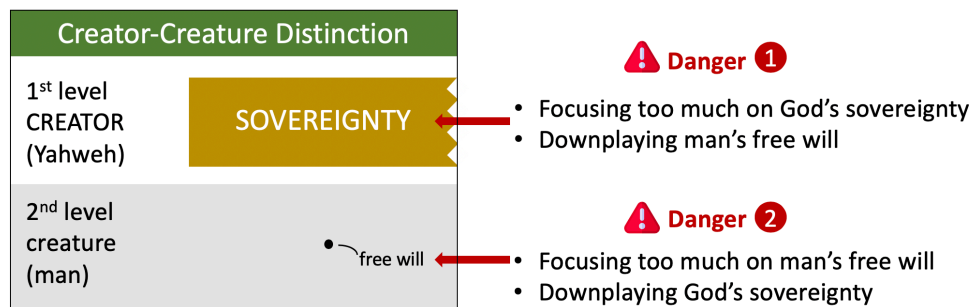 Creator-Creature Distinction
1st level
CREATOR
(Yahweh)
SOVEREIGNTY
Danger 1
• Focusing too much on God’s sovereignty
• Downplaying man’s free will
2nd level
creature
(man)
free will
Danger 2
• Focusing too much on man’s free will
• Downplaying God’s sovereignty